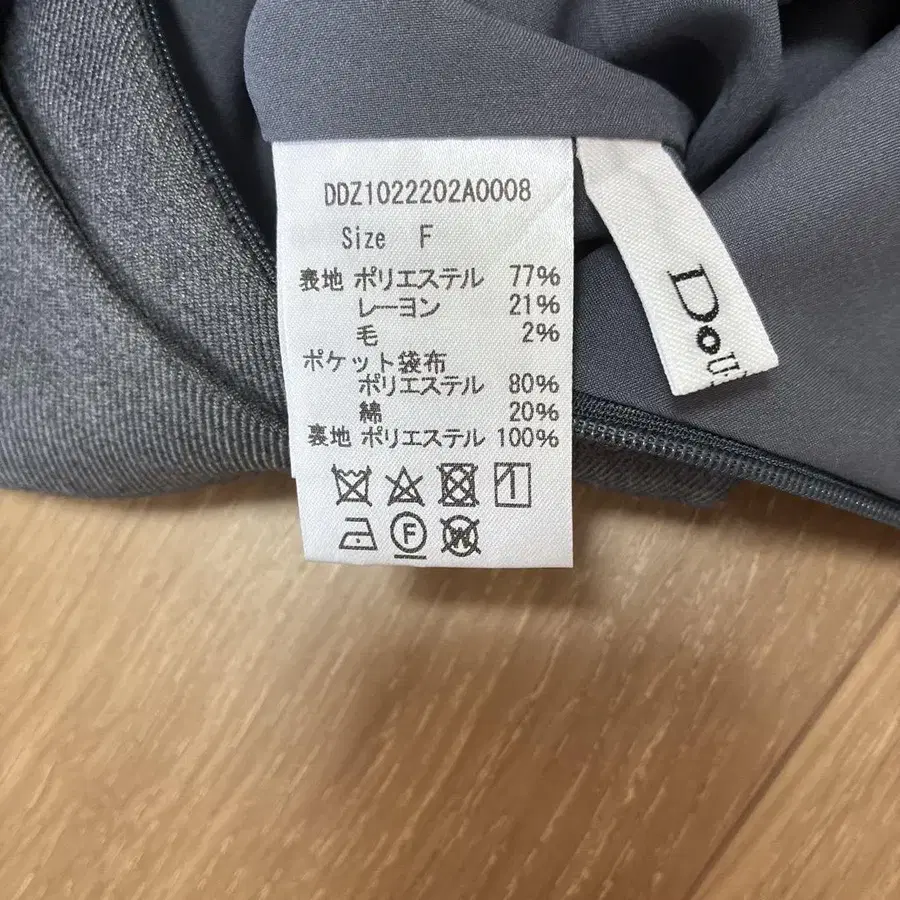 DDZ1022202A0008
Size F
表地 ポリエステル 77%
レーヨン 21%
毛 2%
ポケット袋布
ポリエステル 80%
綿 20%
裏地 ポリエステル 100%
F
W
DoU